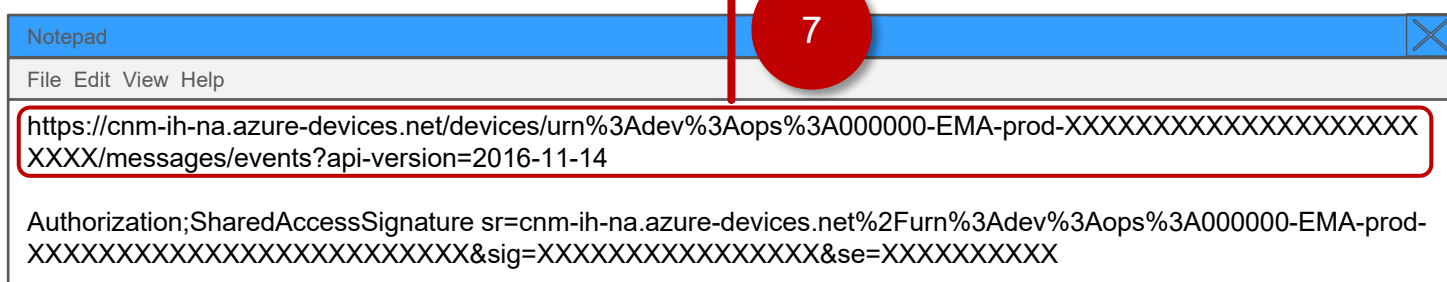 7
Notepad
File Edit View Help
https://cnm-ih-na.azure-devices.net/devices/urn%3Adev%3Aops%3A000000-EMA-prod-XXXXXXXXXXXXXXXXXXXX
XXXX/messages/events?api-version=2016-11-14
Authorization;SharedAccessSignature sr=cnm-ih-na.azure-devices.net%2Furn%3Adev%3Aops%3A000000-EMA-prod-
XXXXXXXXXXXXXXXXXXXXXXXXX&sig=XXXXXXXXXXXXXXXX&se=XXXXXXXXXX